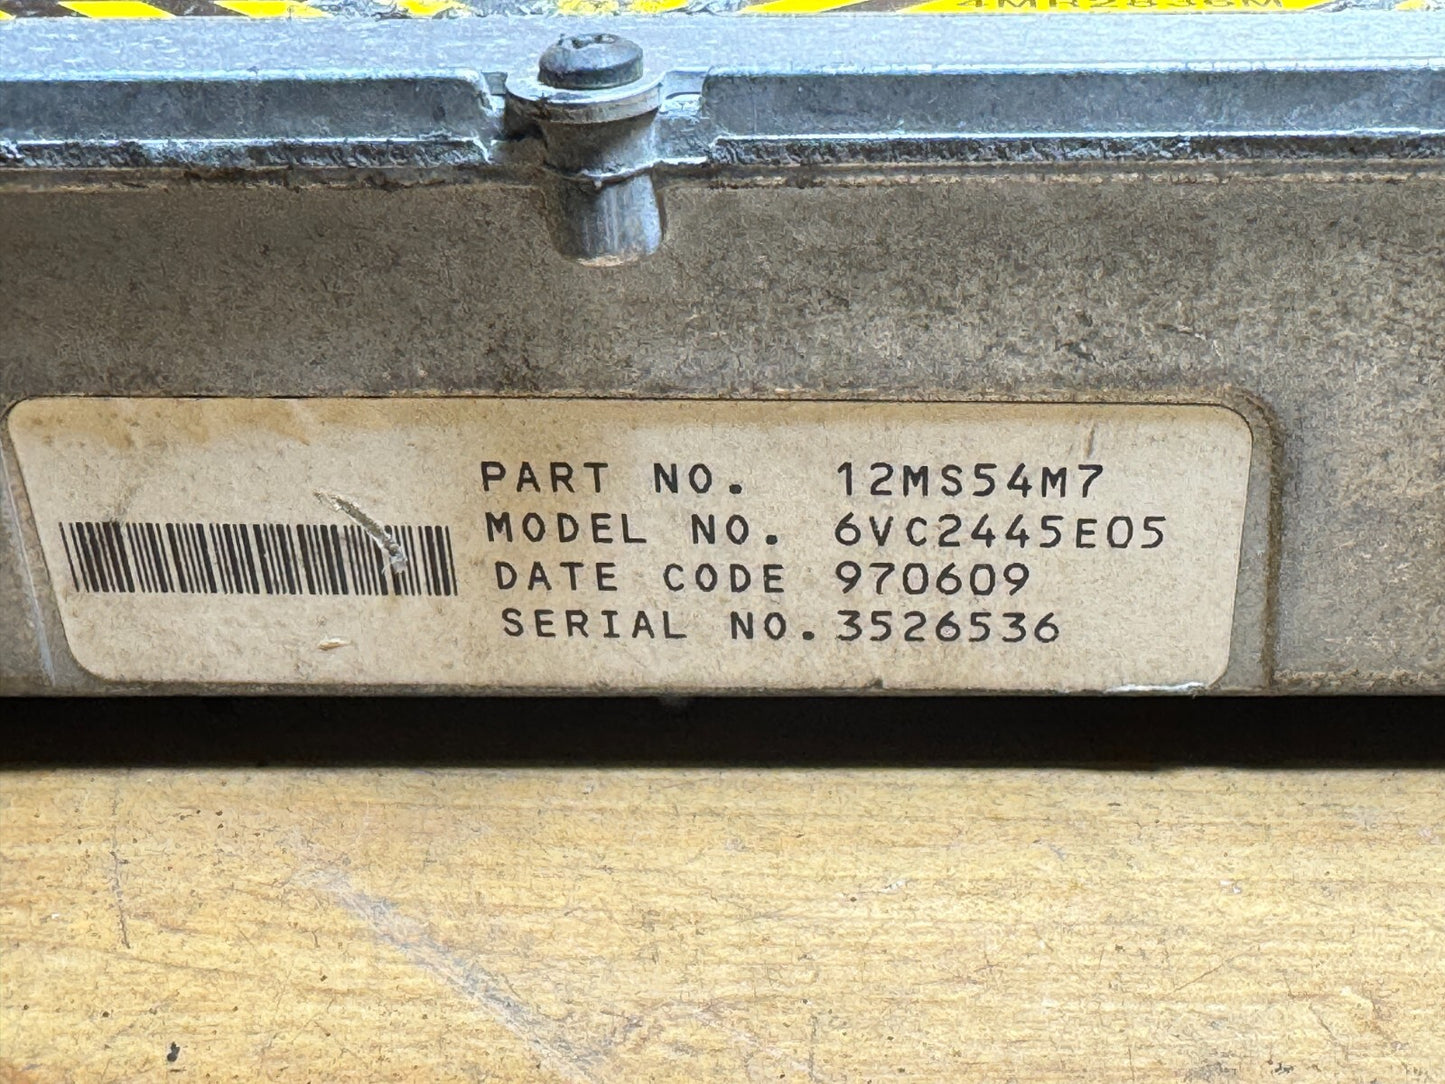 PART NO. 12MS54M7
MODEL NO. 6VC2445E05
DATE CODE 970609
SERIAL NO. 3526536